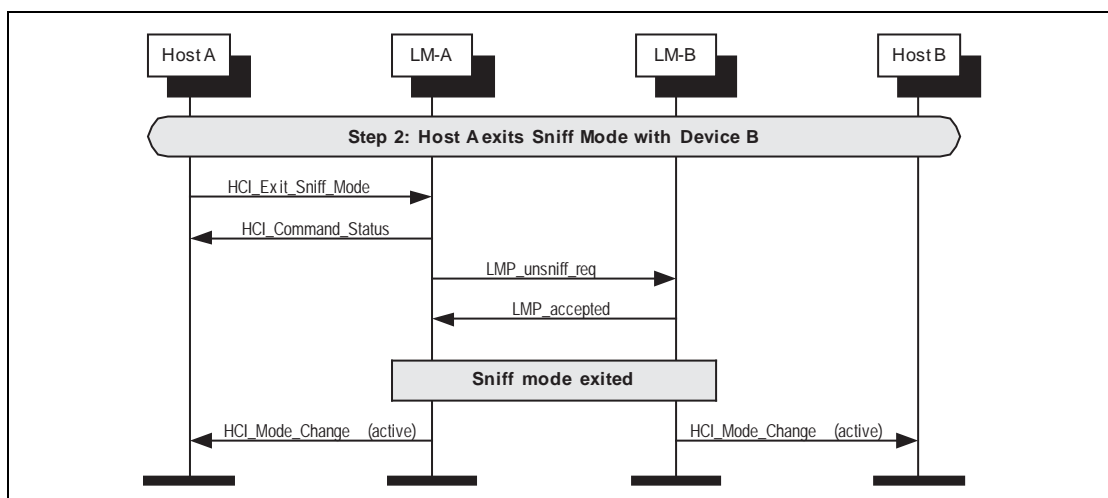 Host A
LM-A
LM-B
Host B
Step 2: Host A exits Sniff Mode with Device B
HCI_Exit_Sniff_Mode
HCI_Command_Status
LMP_unsniff_req
LMP_accepted
Sniff mode exited
HCI_Mode_Change (active)
HCI_Mode_Change (active)